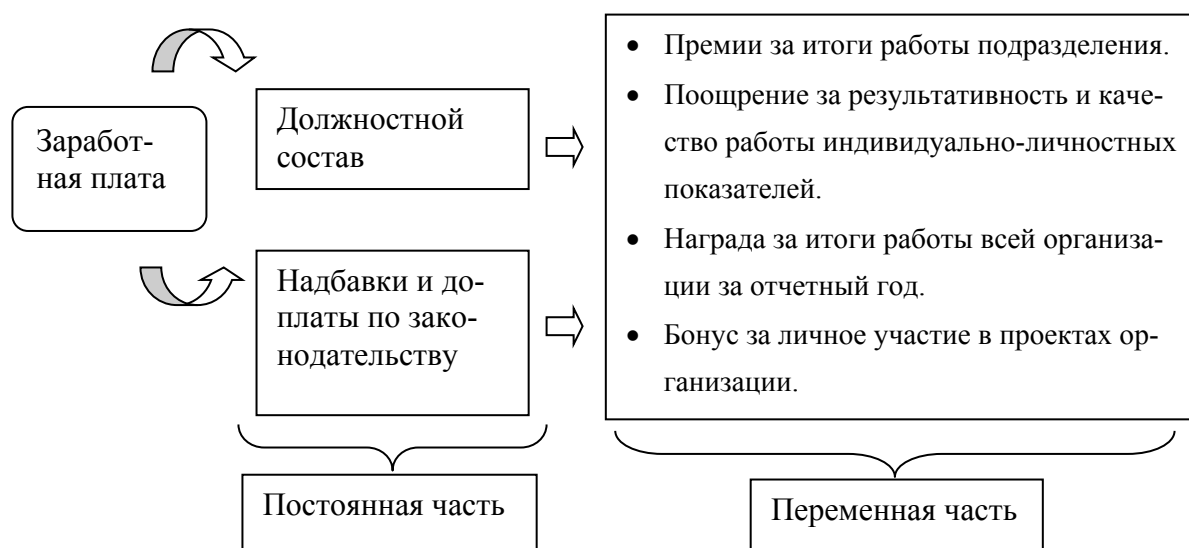 Заработ-
ная плата
Должностной
состав
Надбавки и до-
платы по зако-
нодательству
• Премии за итоги работы подразделения.
• Поощрение за результативность и каче-
ство работы индивидуально-личностных
показателей.
• Награда за итоги работы всей организа-
ции за отчетный год.
• Бонус за личное участие в проектах ор-
ганизации.
Постоянная часть
Переменная часть